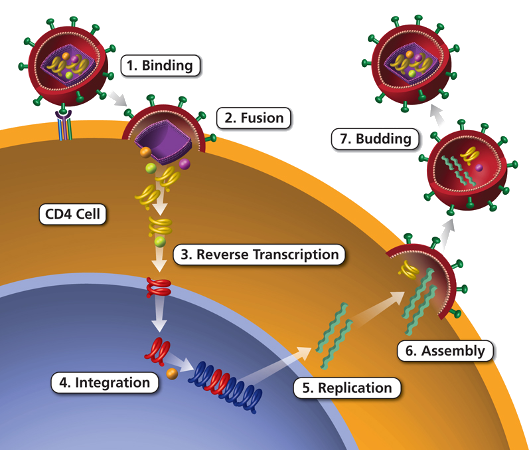 1. Binding
2. Fusion
7. Budding
CD4 Cell
3. Reverse Transcription
6. Assembly
4. Integration
5. Replication